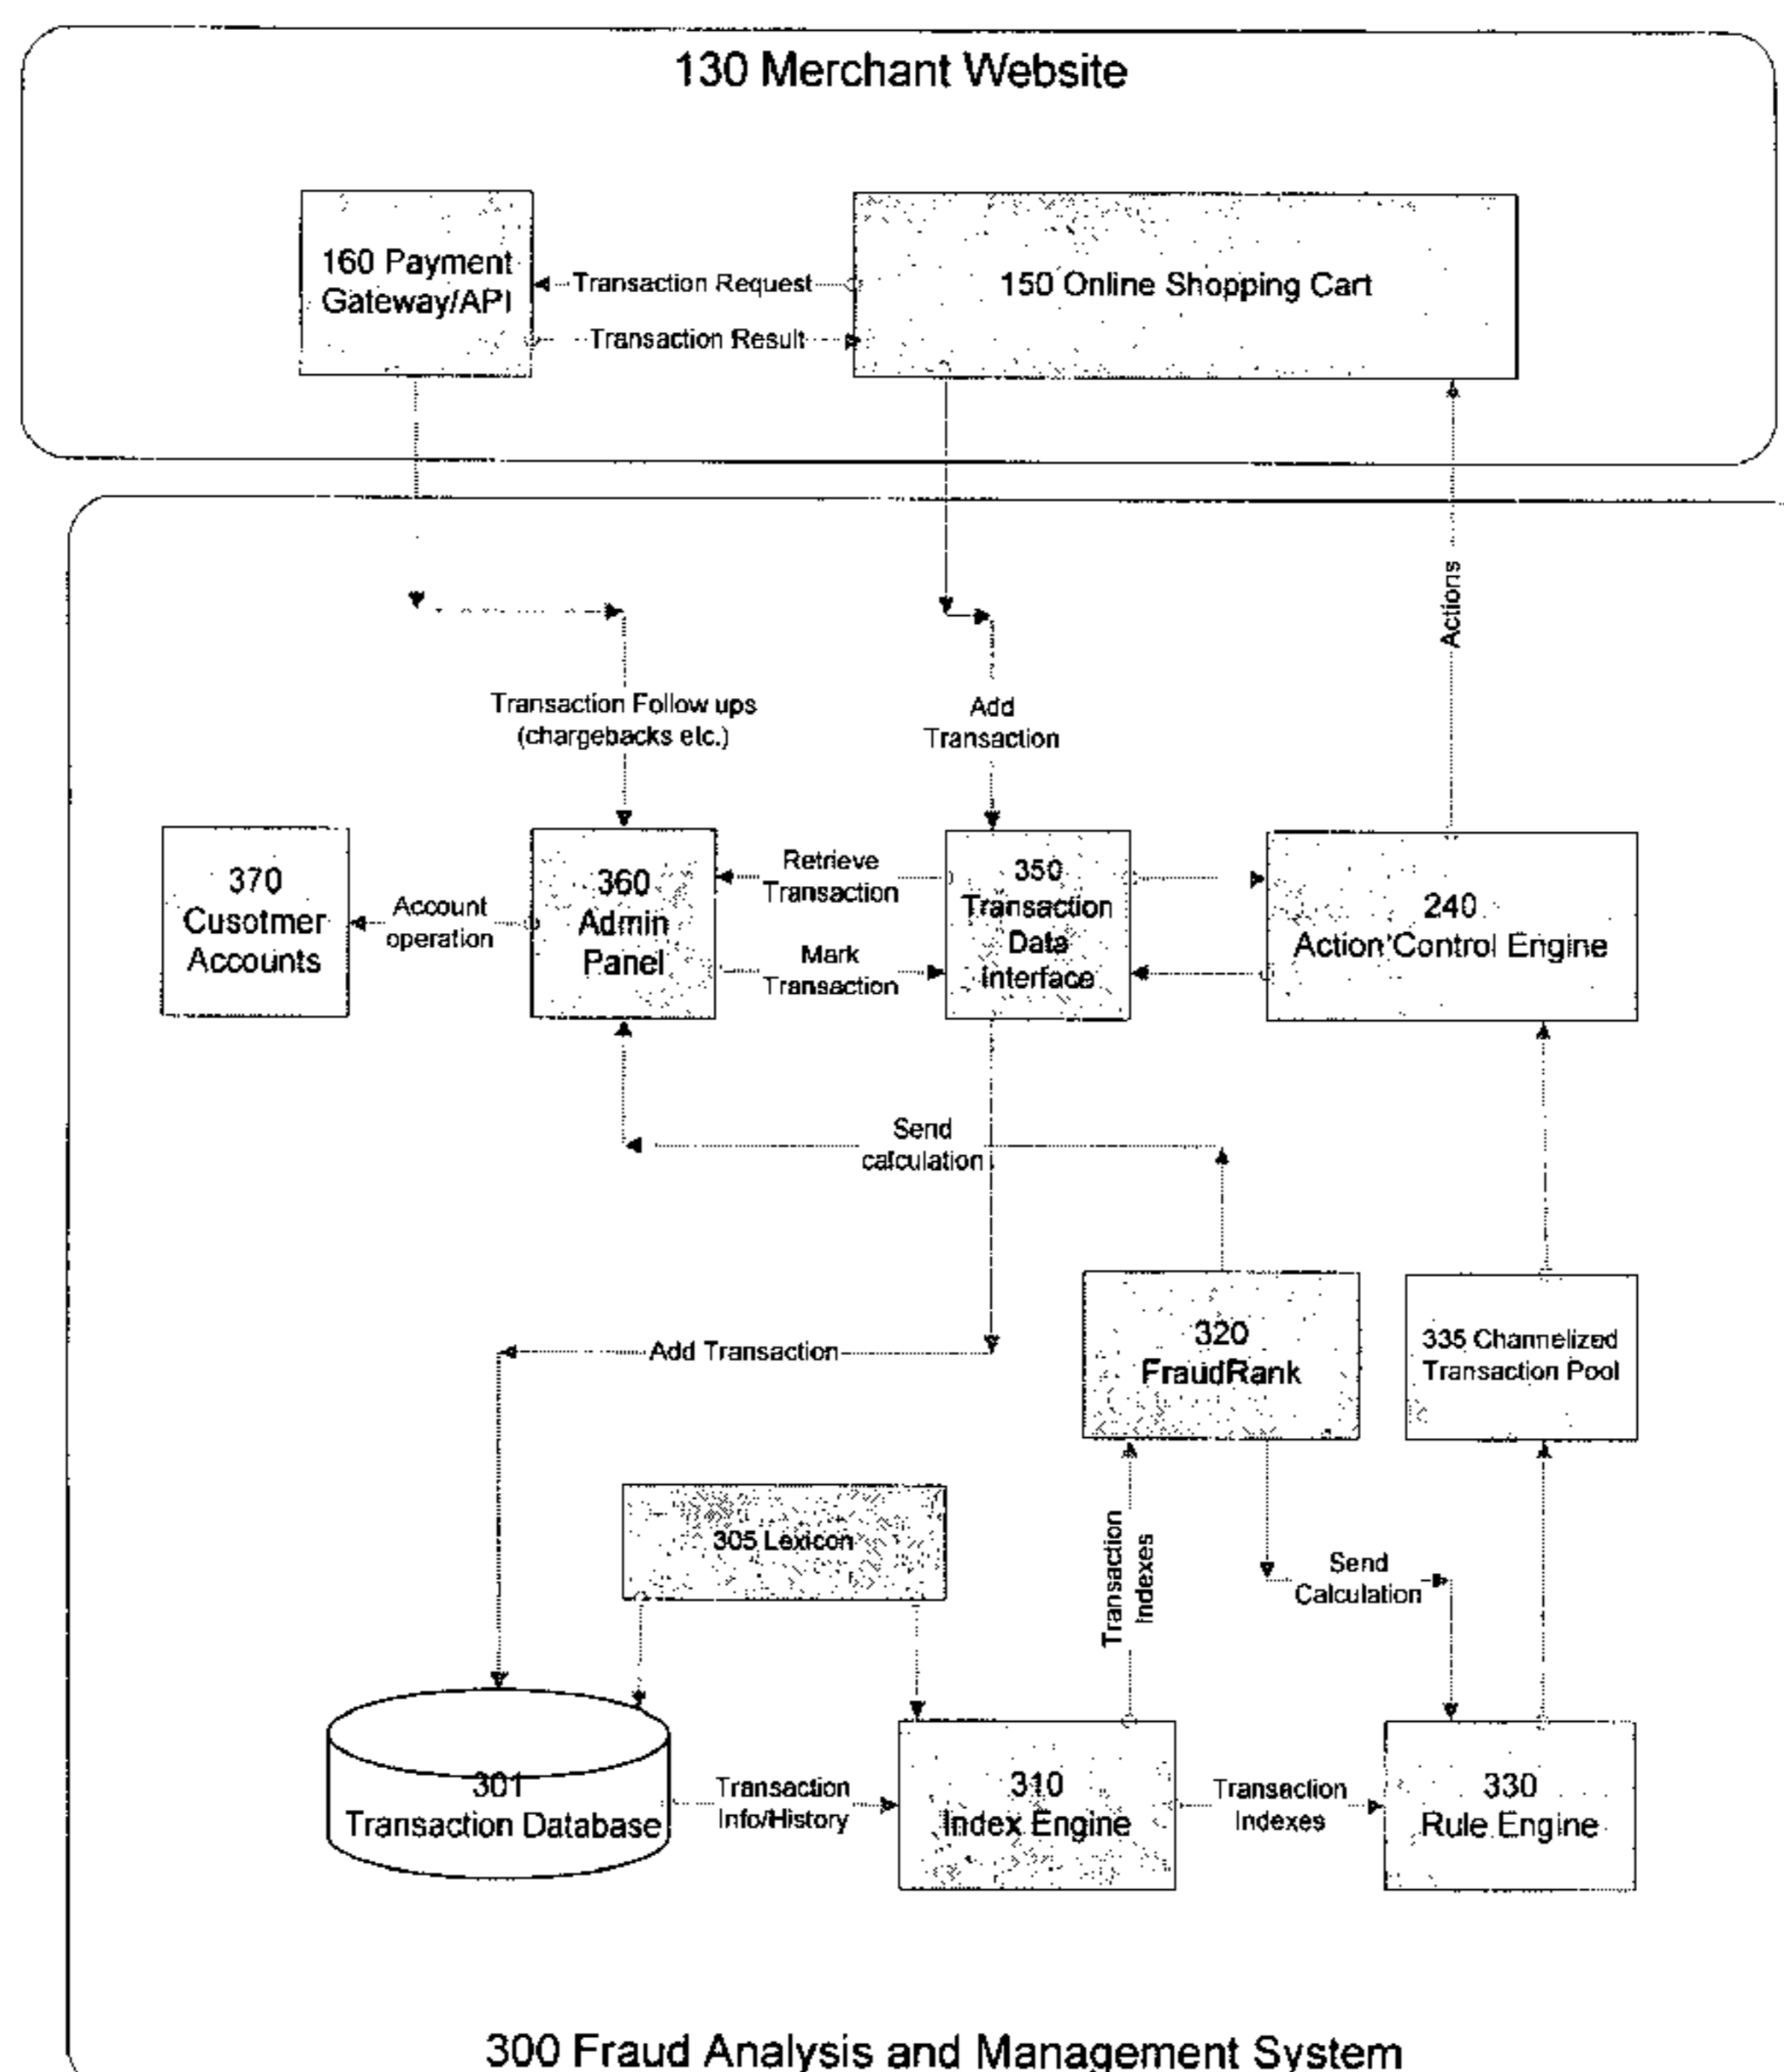 130 Merchant Website
160 Payment
Gateway/API
Transaction Request
150 Online Shopping Cart
Transaction Result
Actions
Transaction Follow ups
(chargebacks etc.)
Add
Transaction
370
Cusotmer
Accounts
Account
operation
360
Admin
Panel
Retrieve
Transaction
Mark
Transaction
350
Transaction
Data
Interface
240
Action Control Engine
Send
calculation
320
FraudRank
335 Channelized
Transaction Pool
Add Transaction
305 Lexicon
Transaction
Indexes
Send
Calculation
301
Transaction Database
Transaction
Info/History
310
Index Engine
Transaction
Indexes
330
Rule Engine
300 Fraud Analysis and Management System